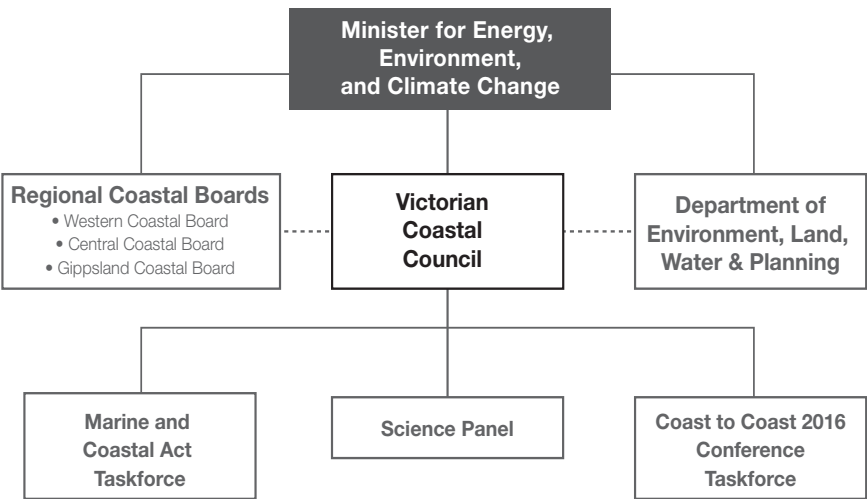 Minister for Energy,
Environment,
and Climate Change
Regional Coastal Boards
• Western Coastal Board
• Central Coastal Board
• Gippsland Coastal Board
Victorian
Coastal
Council
Department of
Environment, Land,
Water & Planning
Marine and
Coastal Act
Taskforce
Science Panel
Coast to Coast 2016
Conference
Taskforce